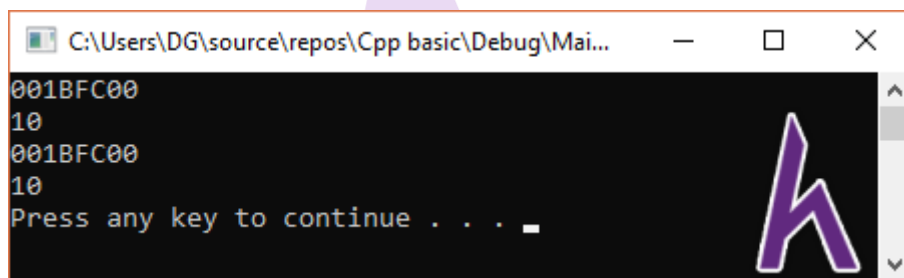 C:\Users\DG\source\repos\Cpp basic\Debug\Mai...
001BFC00
10
001BFC00
10
Press any key to continue . . .